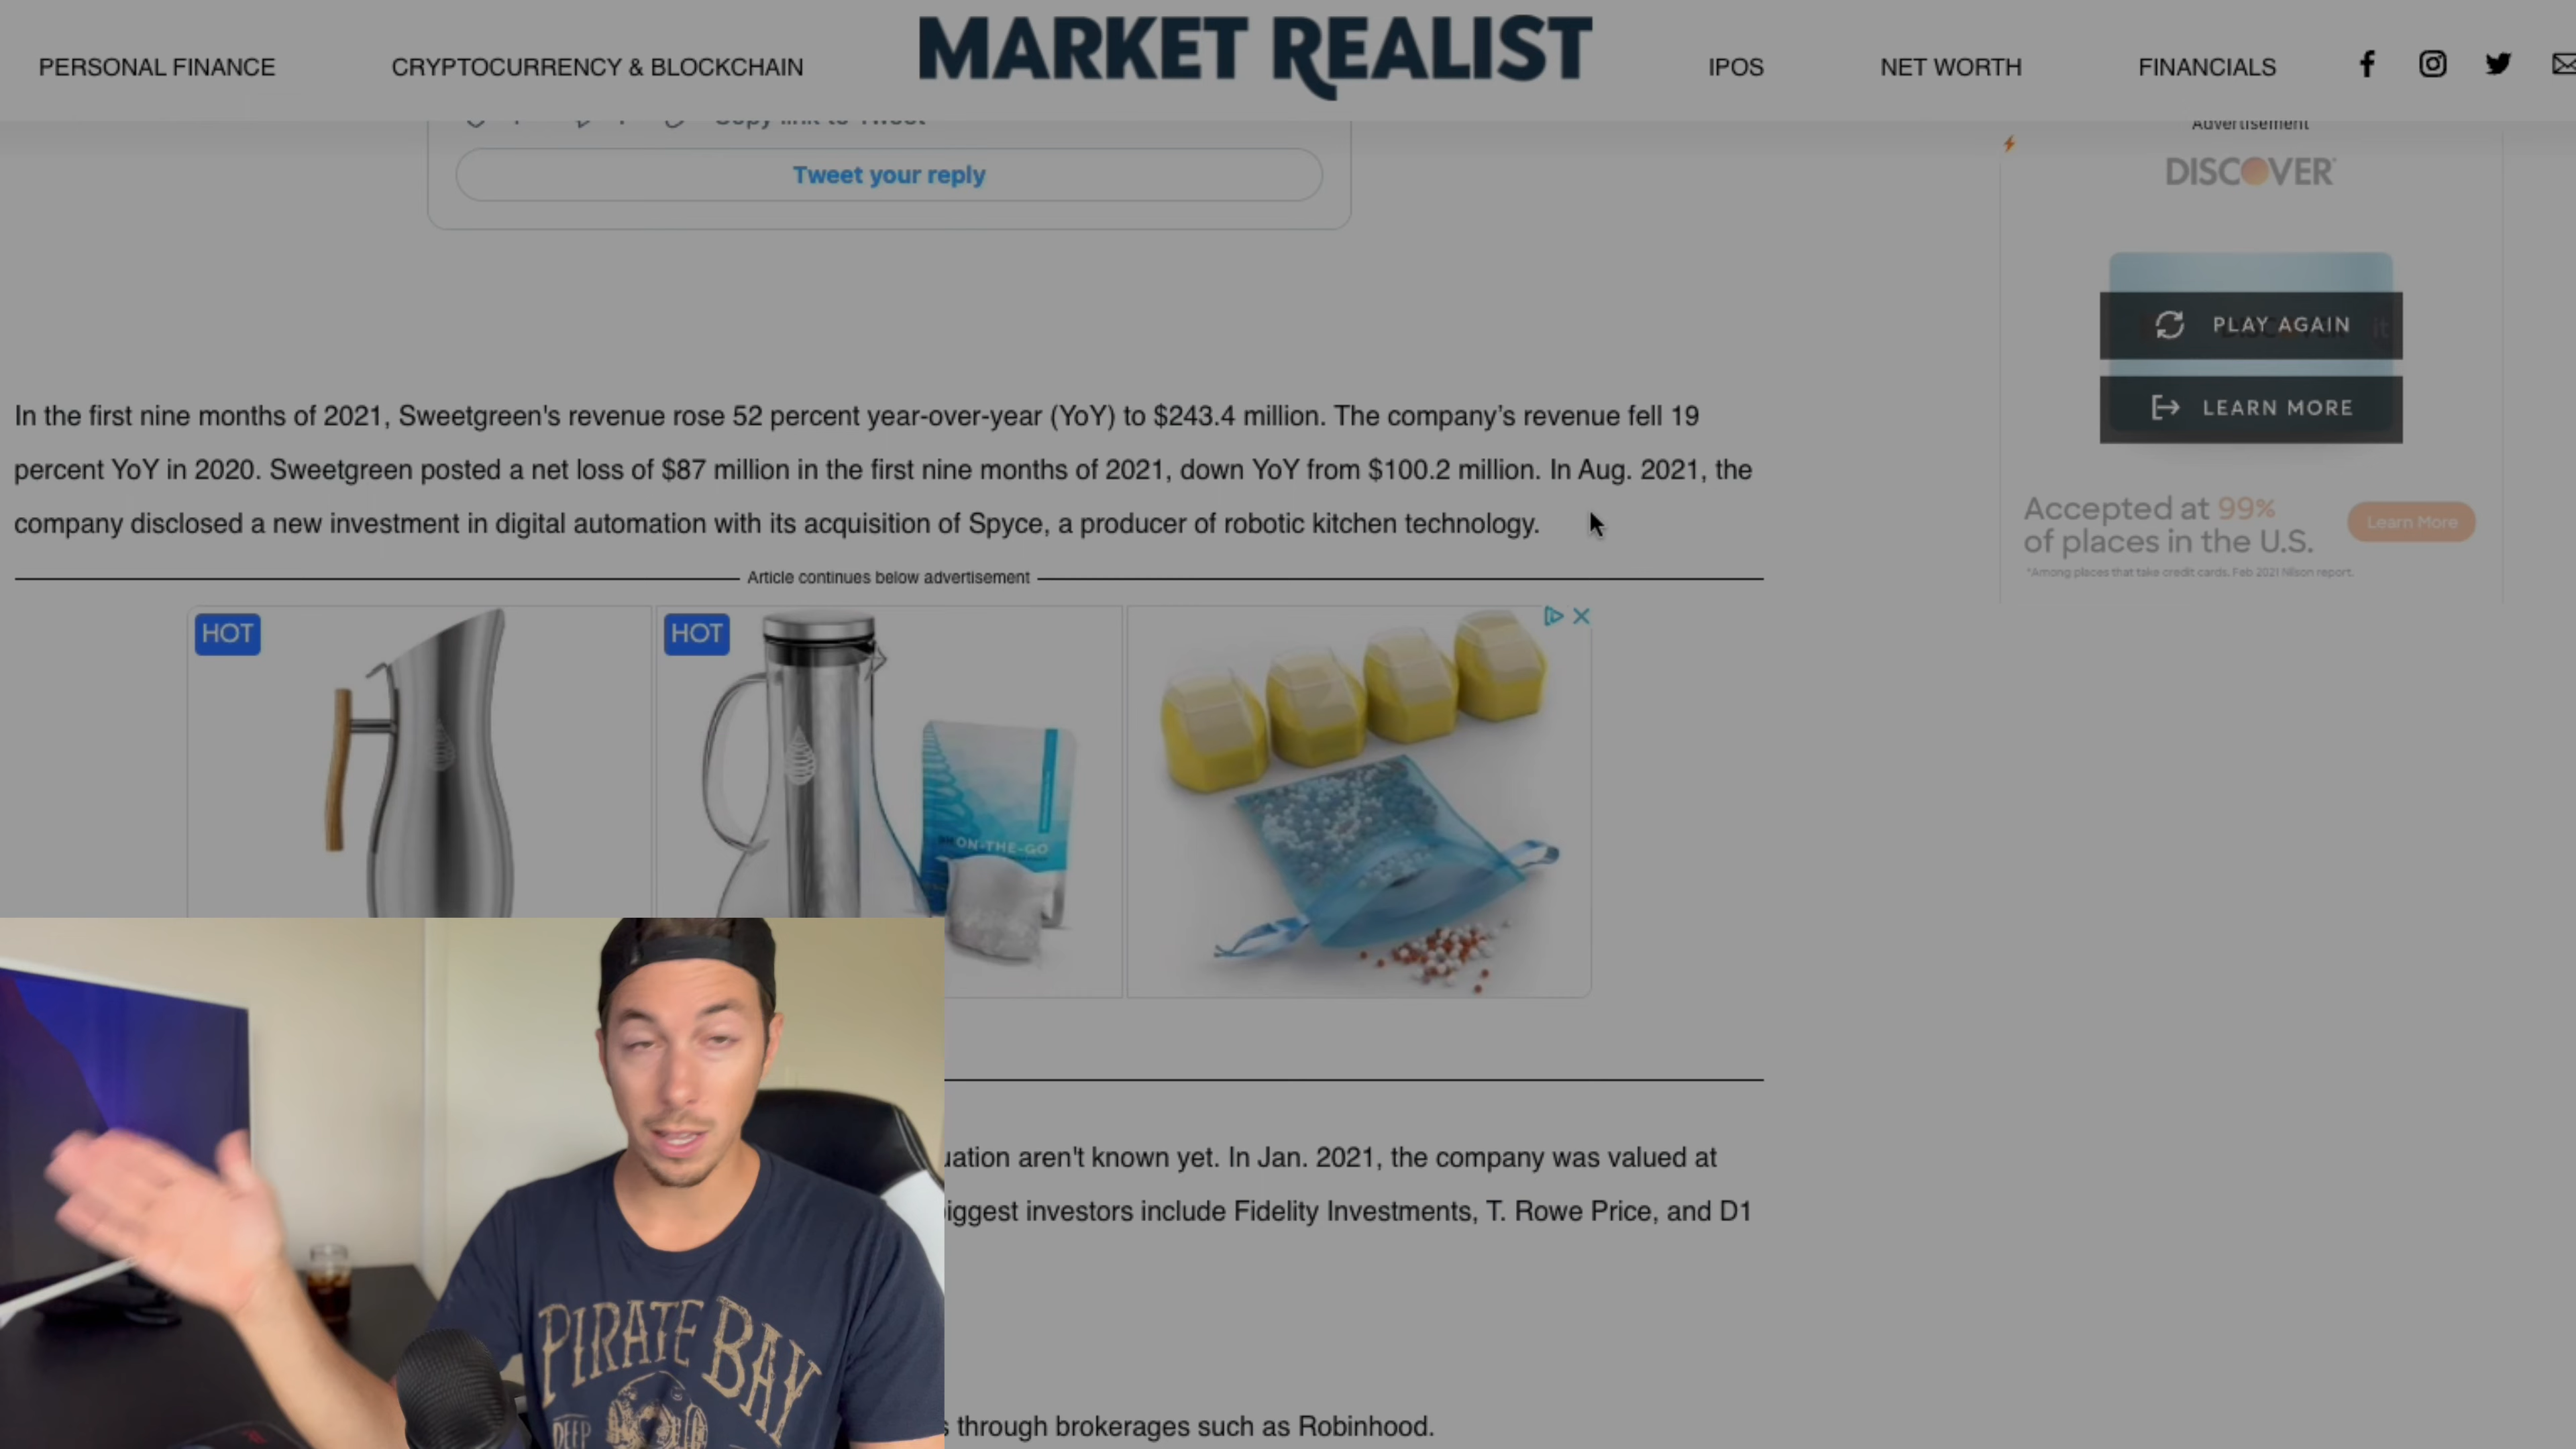 MARKET REALIST
PERSONAL FINANCE
CRYPTOCURRENCY & BLOCKCHAIN
IPOS
NET WORTH
FINANCIALS
Copy link to Tweet
Tweet your reply
Advertisement
DISCOVER
PLAY AGAIN
LEARN MORE
Accepted at 99%
of places in the U.S.
Learn More
*Among places that take credit cards. Feb 2021 Nilson report.
In the first nine months of 2021, Sweetgreen's revenue rose 52 percent year-over-year (YoY) to $243.4 million. The company’s revenue fell 19
percent YoY in 2020. Sweetgreen posted a net loss of $87 million in the first nine months of 2021, down YoY from $100.2 million. In Aug. 2021, the
company disclosed a new investment in digital automation with its acquisition of Spyce, a producer of robotic kitchen technology.
Article continues below advertisement
HOT
HOT
ON-THE-GO
aren't known yet. In Jan. 2021, the company was valued at
investors include Fidelity Investments, T. Rowe Price, and D1
through brokerages such as Robinhood.
PIRATE BAY
DEEP